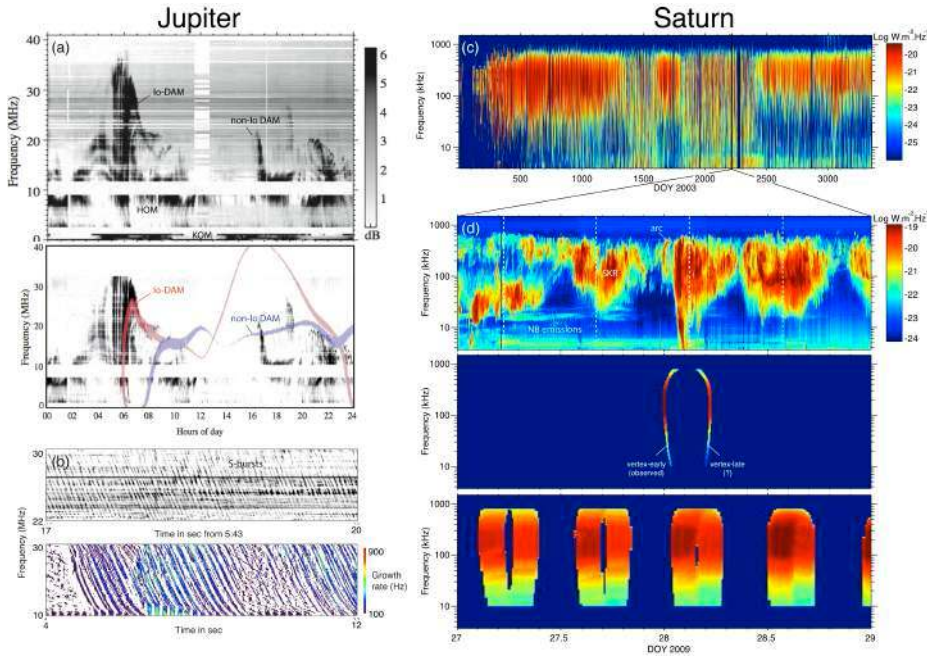 Jupiter
Saturn
(a)
40
30
20
10
0
Frequency (MHz)
Io-DAM
non-Io DAM
HOM
KOM
6
5
4
3
2
1
dB
40
30
20
10
0
Frequency (MHz)
Io-DAM
non-Io DAM
00 02 04 06 08 10 12 14 16 18 20 22 24
Hours of day
(b)
S-bursts
30
22
17
20
Time in sec from 5:43
Frequency (MHz)
30
10
4
12
Time in sec
900
Growth
rate (Hz)
100
(c)
1000
100
10
Frequency (kHz)
500 1000 1500 2000 2500 3000
DOY 2003
Log W m⁻².Hz⁻¹
-20
-21
-22
-23
-24
-25
(d)
arc
SKR
NB emissions
1000
100
10
Frequency (kHz)
Log W m⁻².Hz⁻¹
-19
-20
-21
-22
-23
-24
1000
100
10
Frequency (kHz)
vertex-early
(observed)
vertex-late
(?)
1000
100
10
Frequency (kHz)
27 27.5 28 28.5 29
DOY 2009